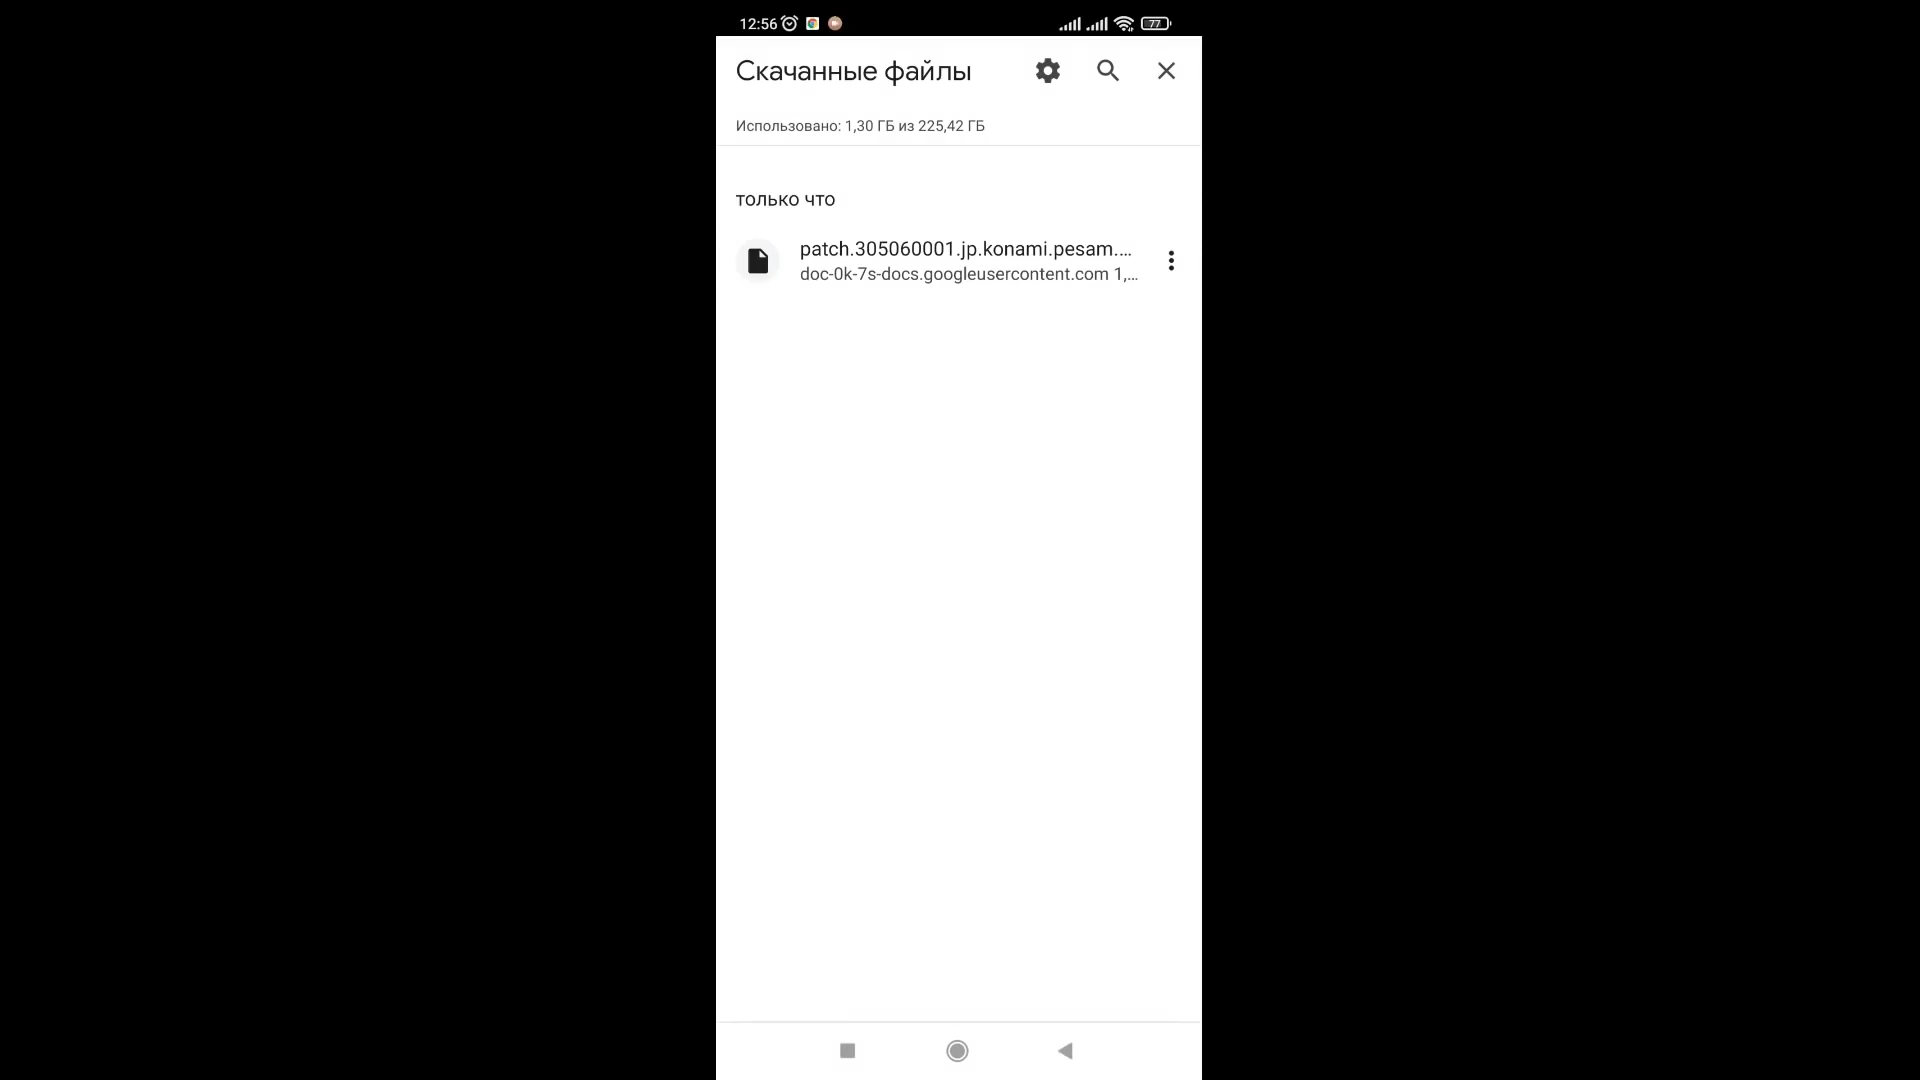 12:56
77
Скачанные файлы
Использовано: 1,30 ГБ из 225,42 ГБ
только что
patch.305060001.jp.konami.pesam....
doc-0k-7s-docs.googleusercontent.com 1,...